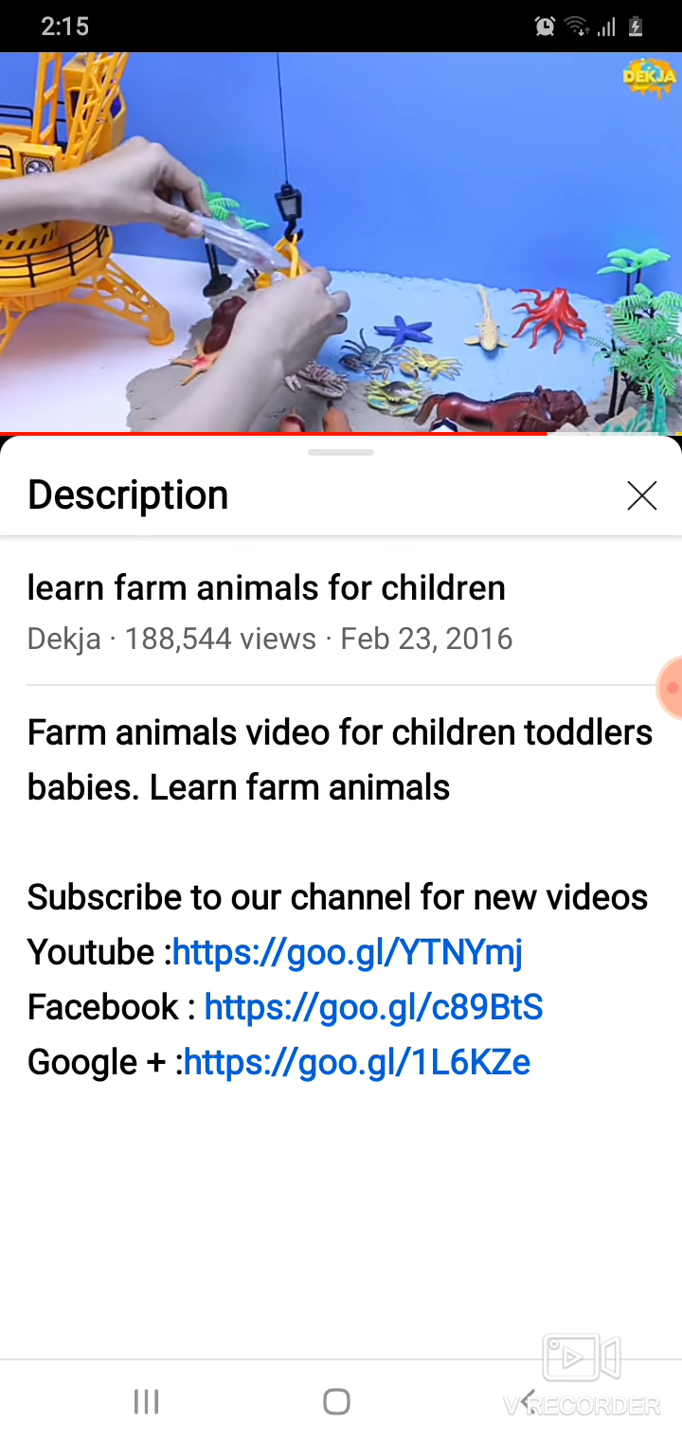 2:15
DEKJA
Description
learn farm animals for children
Dekja · 188,544 views · Feb 23, 2016
Farm animals video for children toddlers
babies. Learn farm animals
Subscribe to our channel for new videos
Youtube :https://goo.gl/YTNYmj
Facebook : https://goo.gl/c89BtS
Google + :https://goo.gl/1L6KZe
V RECORDER